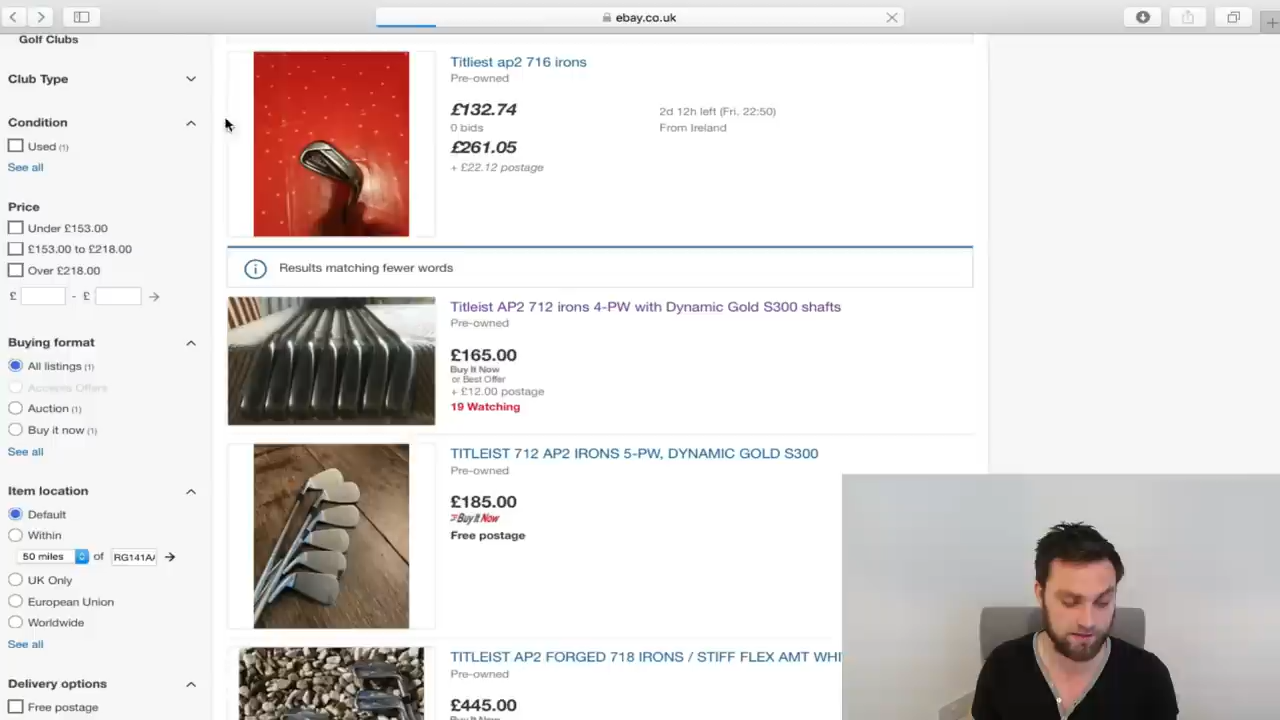 ebay.co.uk
Golf Clubs
Club Type
Condition
Used (1)
See all
Price
Under £153.00
£153.00 to £218.00
Over £218.00
£ - £
Buying format
All listings (1)
Accepts Offers
Auction (1)
Buy it now (1)
See all
Item location
Default
Within
50 miles of
UK Only
European Union
Worldwide
See all
Delivery options
Free postage
Titliest ap2 716 irons
Pre-owned
£132.74
2d 12h left (Fri. 22:50)
0 bids
From Ireland
£261.05
+ £22.12 postage
Results matching fewer words
Titleist AP2 712 irons 4-PW with Dynamic Gold S300 shafts
Pre-owned
£165.00
Buy It Now
or Best Offer
+ £12.00 postage
19 Watching
TITLEIST 712 AP2 IRONS 5-PW, DYNAMIC GOLD S300
Pre-owned
£185.00
Buy It Now
Free postage
TITLEIST AP2 FORGED 718 IRONS / STIFF FLEX AMT WHI
Pre-owned
£445.00